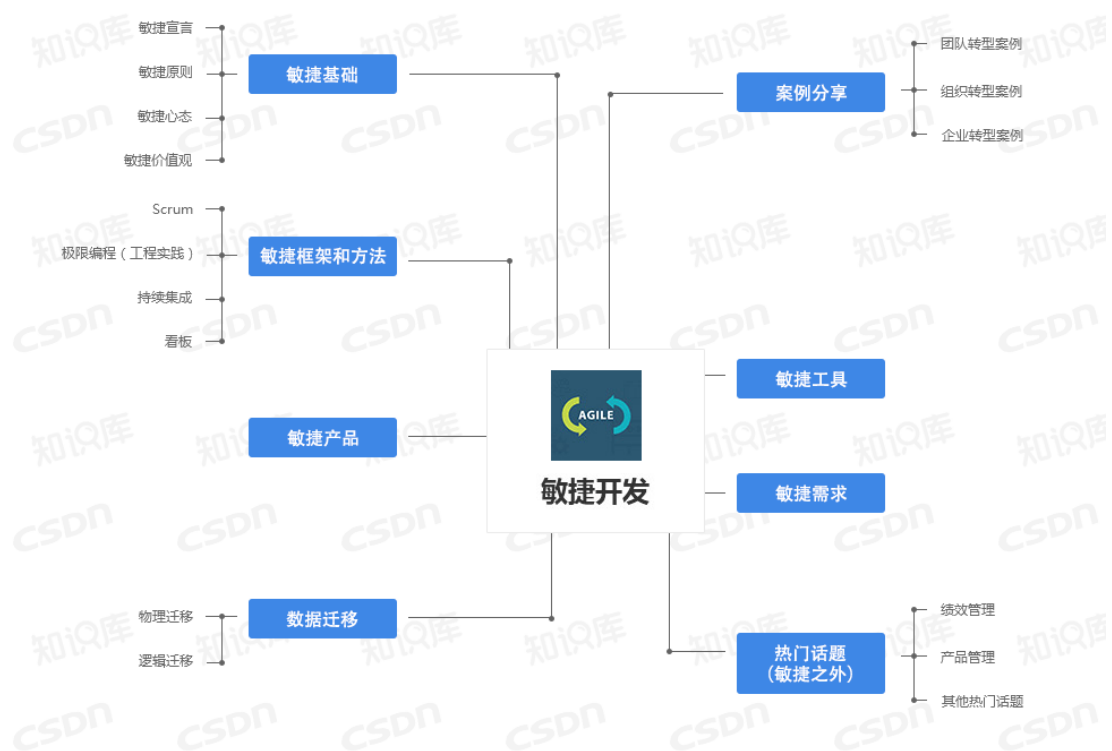 敏捷宣言
敏捷原则
敏捷心态
敏捷价值观
敏捷基础
Scrum
极限编程（工程实践）
持续集成
看板
敏捷框架和方法
敏捷产品
物理迁移
逻辑迁移
数据迁移
AGILE
敏捷开发
案例分享
团队转型案例
组织转型案例
企业转型案例
敏捷工具
敏捷需求
热门话题
（敏捷之外）
绩效管理
产品管理
其他热门话题
知识库
CSDN